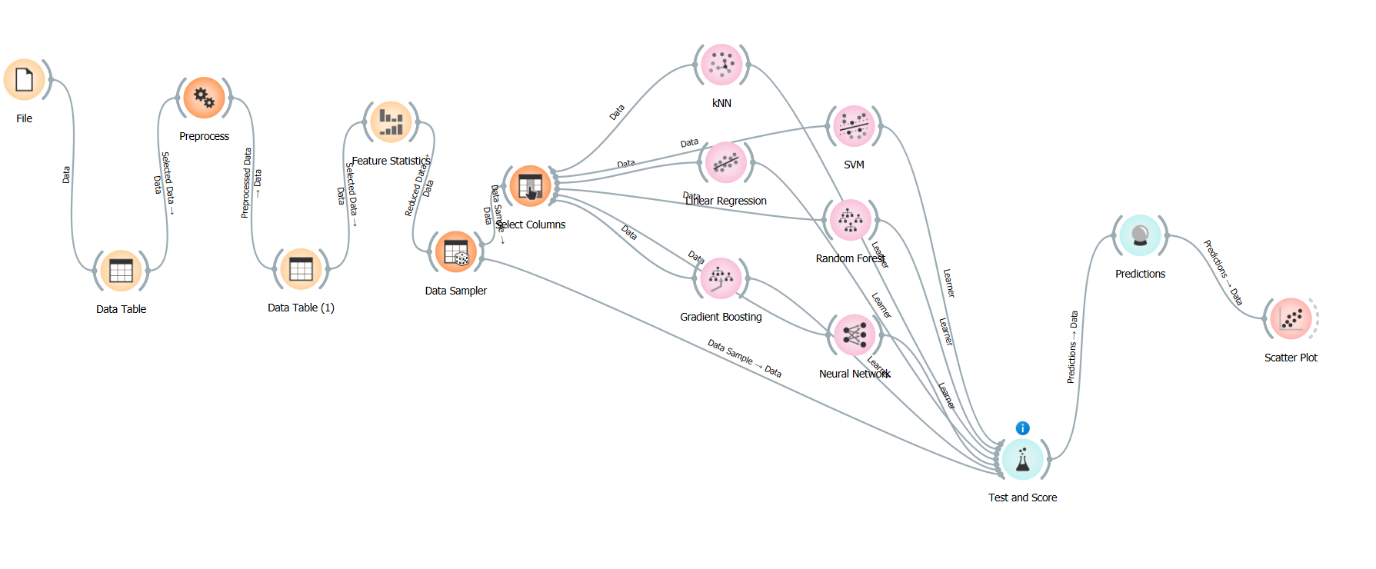 File
Data
Data Table
Selected Data → Data
Preprocess
Preprocessed Data → Data
Data Table (1)
Selected Data → Data
Feature Statistics
Reduced Data → Data
Data Sampler
Data Sample → Data
Select Columns
Data
kNN
Data
SVM
Data
Linear Regression
Data
Random Forest
Data
Gradient Boosting
Data
Neural Network
Data Sample → Data
Learner
Learner
Learner
Learner
Learner
Learner
Test and Score
Predictions → Data
Predictions
Predictions → Data
Scatter Plot